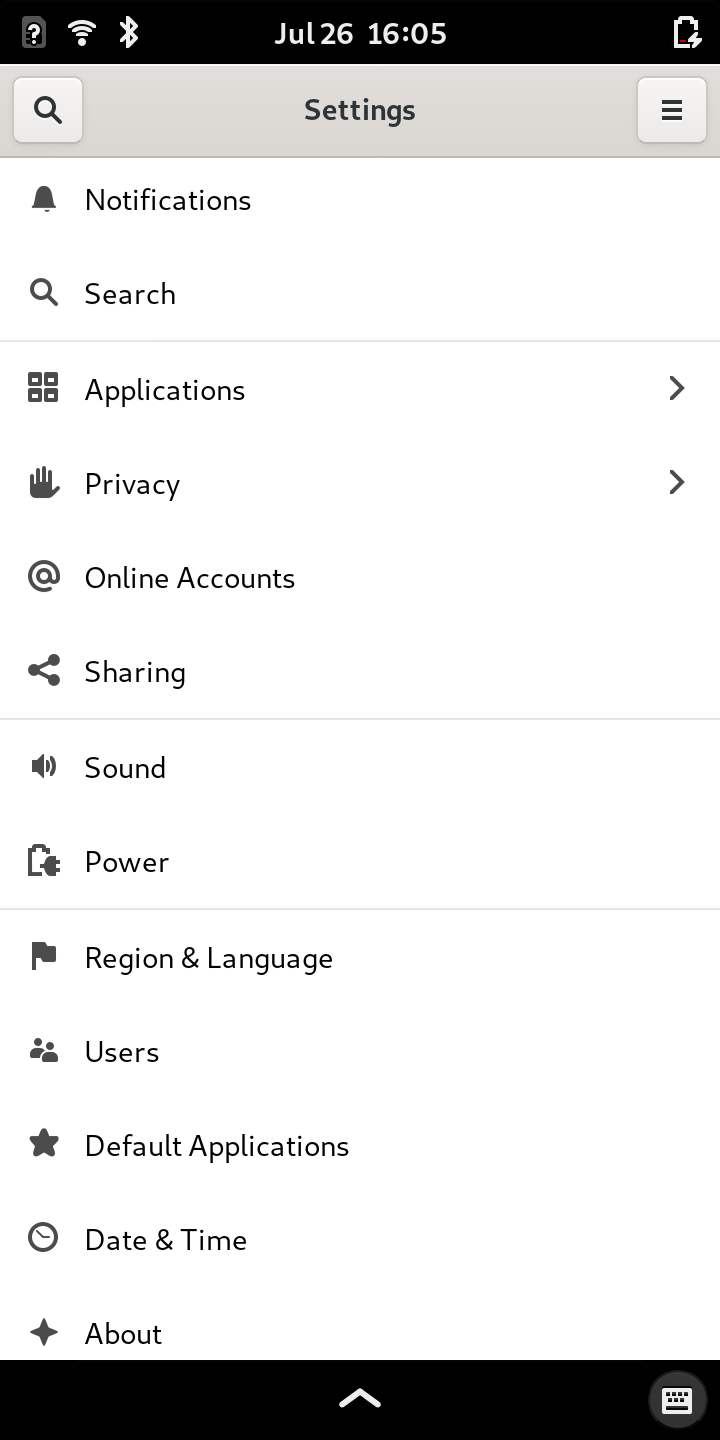 Jul 26 16:05
Settings
Notifications
Search
Applications
Privacy
Online Accounts
Sharing
Sound
Power
Region & Language
Users
Default Applications
Date & Time
About